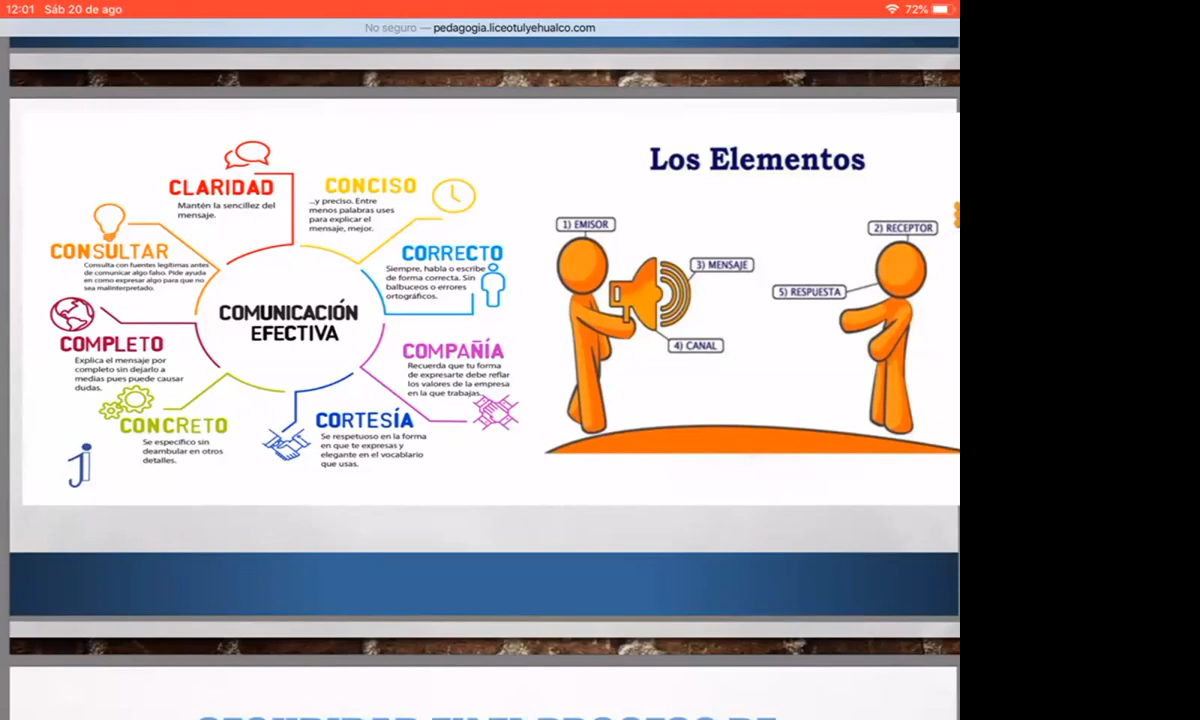 12:01 Sáb 20 de ago
72%
No seguro — pedagogia.liceotulyehualco.com
CLARIDAD
Mantén la sencillez del
mensaje.
CONCISO
...y preciso. Entre
menos palabras uses
para explicar el
mensaje, mejor.
CONSULTAR
Consulta con fuentes legítimas antes
de comunicar algo falso. Pide ayuda
en como expresar algo para que no
sea malinterpretado.
CORRECTO
Siempre, habla o escribe
de forma correcta. Sin
balbuceos o errores
ortográficos.
COMUNICACIÓN
EFECTIVA
COMPLETO
Explica el mensaje por
completo sin dejarlo a
medias pues puede causar
dudas.
COMPAÑÍA
Recuerda que tu forma
de expresarte debe reflar
los valores de la empresa
en la que trabajas.
CONCRETO
Se específico sin
deambular en otros
detalles.
CORTESÍA
Se respetuoso en la forma
en que te expresas y
elegante en el vocablario
que usas.
ji
Los Elementos
1) EMISOR
2) RECEPTOR
3) MENSAJE
5) RESPUESTA
4) CANAL